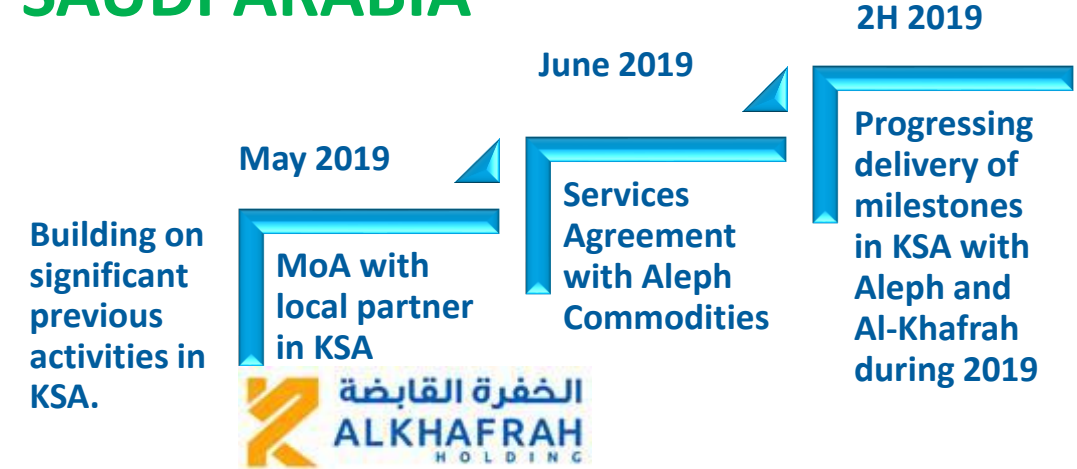 SAUDI ARABIA
Building on
significant
previous
activities in
KSA.
May 2019
MoA with
local partner
in KSA
الخفرة القابضة
ALKHAFRAH
HOLDING
June 2019
Services
Agreement
with Aleph
Commodities
2H 2019
Progressing
delivery of
milestones
in KSA with
Aleph and
Al-Khafrah
during 2019